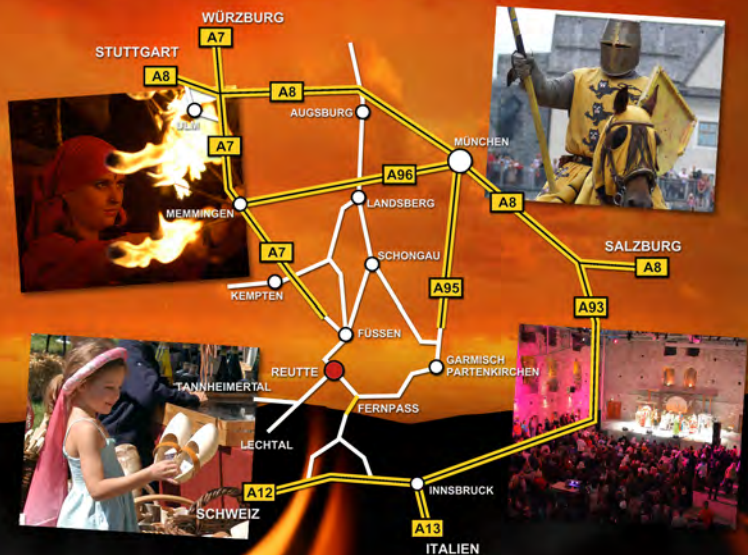 WÜRZBURG
A7
STUTTGART
A8
A8
ULM
AUGSBURG
A7
MÜNCHEN
A96
MEMMINGEN
LANDSBERG
A8
A7
SCHONGAU
SALZBURG
A8
KEMPTEN
A95
A93
FÜSSEN
REUTTE
GARMISCH
PARTENKIRCHEN
TANNHEIMERTAL
FERNPASS
LECHTAL
A12
SCHWEIZ
INNSBRUCK
A13
ITALIEN